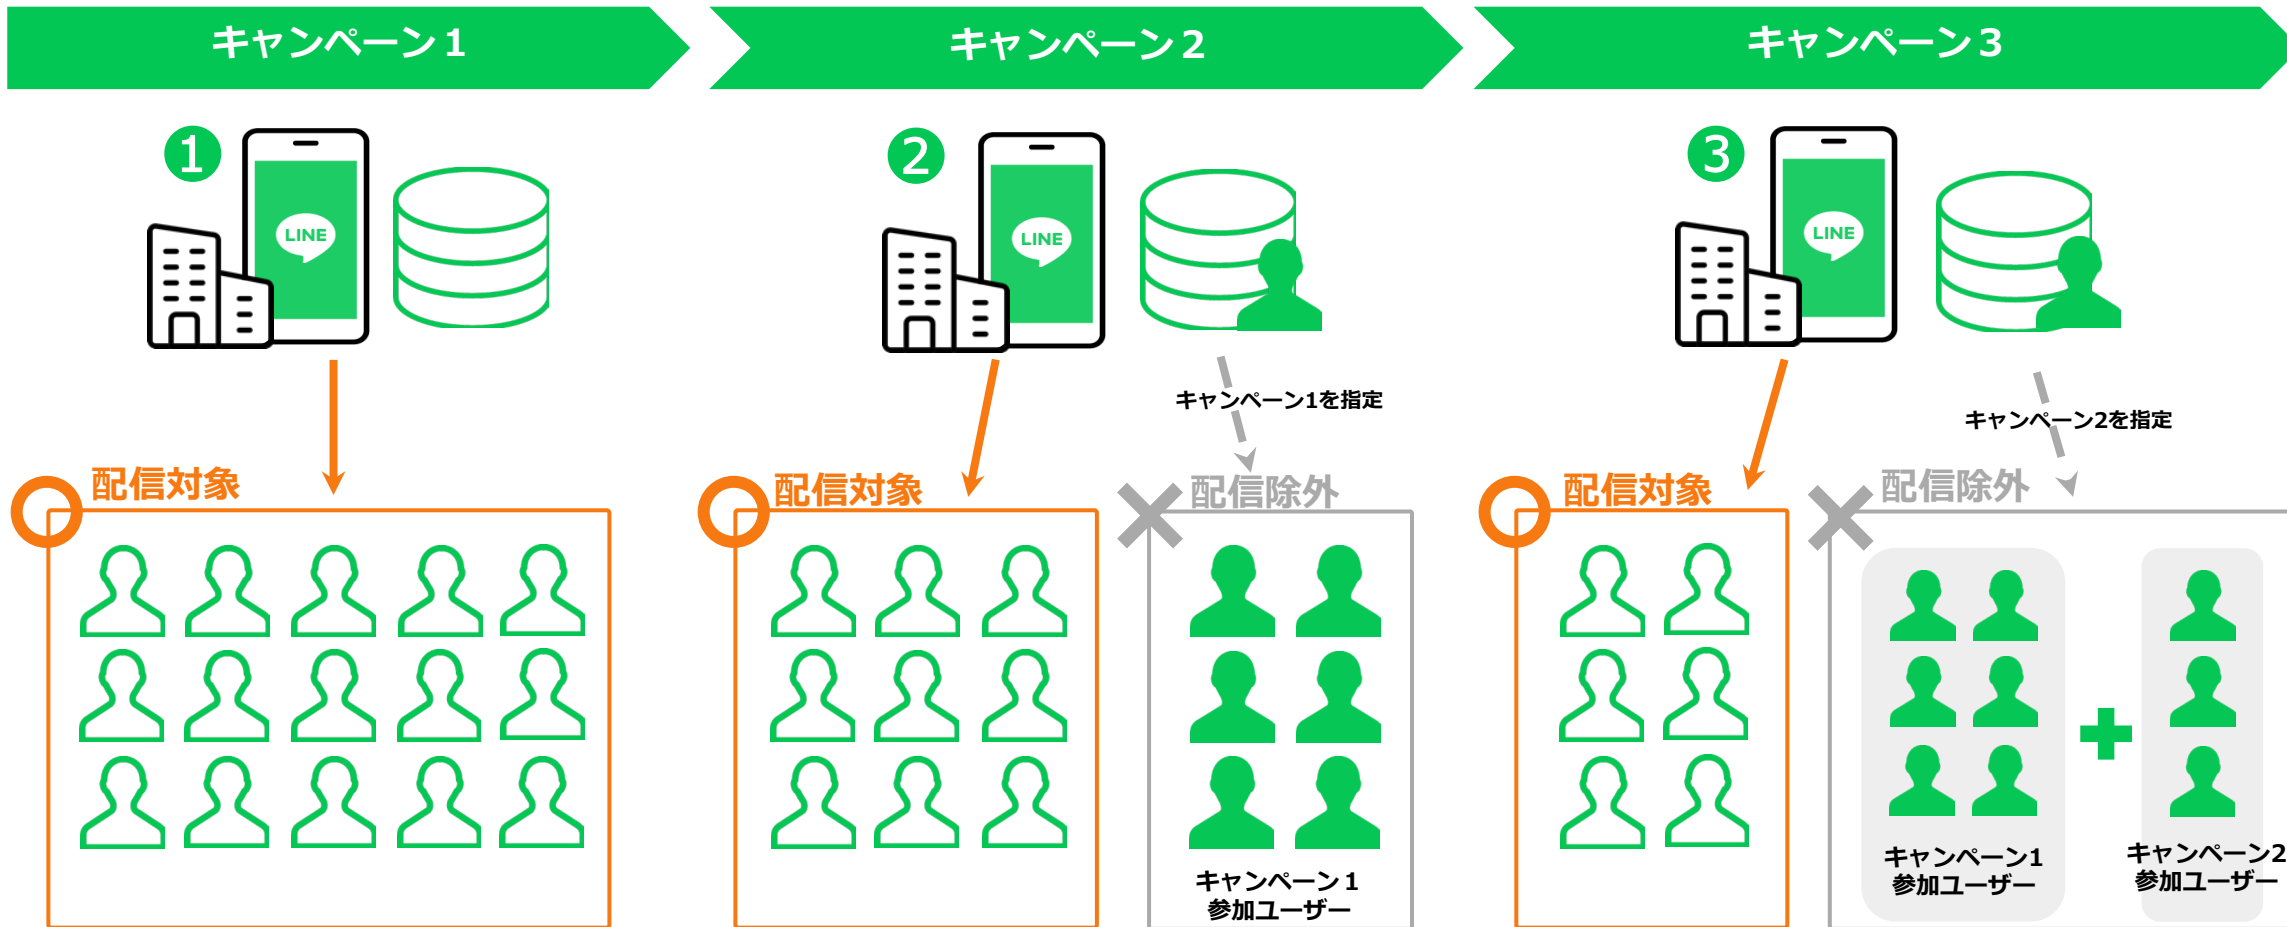 キャンペーン1
キャンペーン2
キャンペーン3
1
LINE
2
LINE
3
LINE
キャンペーン1を指定
キャンペーン2を指定
配信対象
配信対象
配信除外
配信対象
配信除外
キャンペーン1
参加ユーザー
キャンペーン1
参加ユーザー
キャンペーン2
参加ユーザー